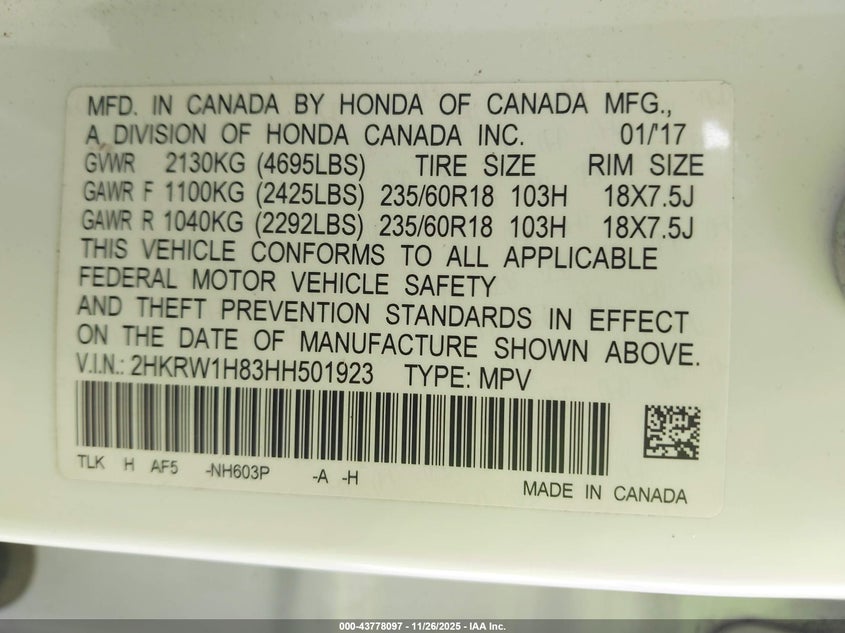 MFD. IN CANADA BY HONDA OF CANADA MFG.,
A DIVISION OF HONDA CANADA INC. 01/'17
GVWR 2130KG (4695LBS) TIRE SIZE RIM SIZE
GAWR F 1100KG (2425LBS) 235/60R18 103H 18X7.5J
GAWR R 1040KG (2292LBS) 235/60R18 103H 18X7.5J
THIS VEHICLE CONFORMS TO ALL APPLICABLE
FEDERAL MOTOR VEHICLE SAFETY
AND THEFT PREVENTION STANDARDS IN EFFECT
ON THE DATE OF MANUFACTURE SHOWN ABOVE.
V.I.N.: 2HKRW1H83HH501923 TYPE: MPV
TLK H AF5 -NH603P -A -H
MADE IN CANADA
000-43778097 - 11/26/2025 - IAA Inc.